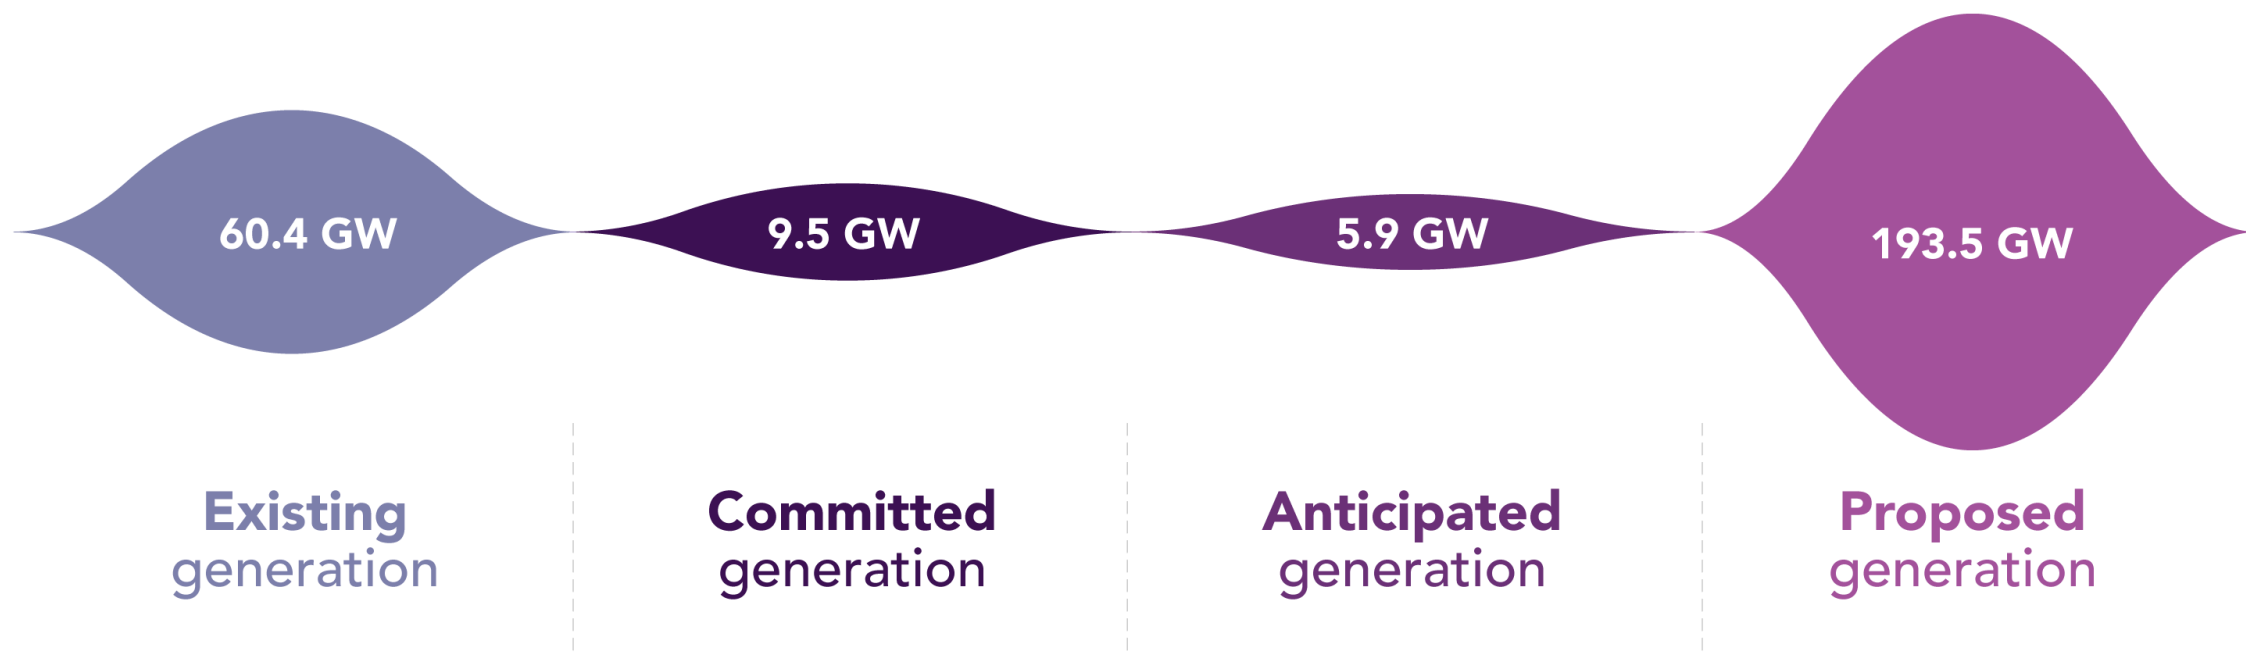 60.4 GW
9.5 GW
5.9 GW
193.5 GW
Existing
generation
Committed
generation
Anticipated
generation
Proposed
generation